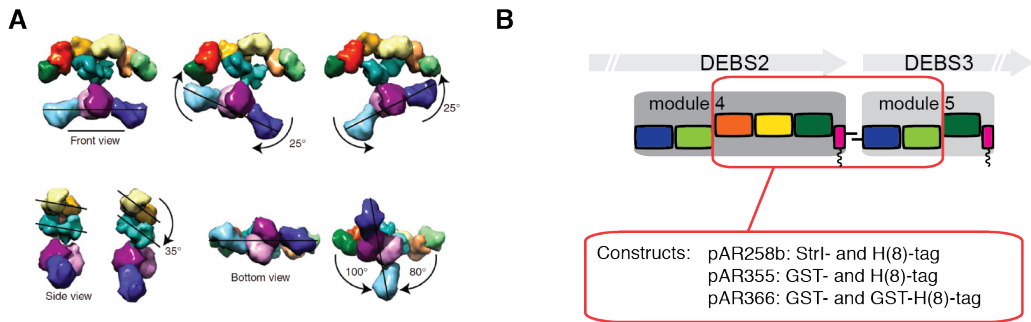 A
B
Front view
25°
25°
35°
Side view
Bottom view
100°
80°
DEBS2
DEBS3
module 4
module 5
Constructs: pAR258b: StrI- and H(8)-tag
pAR355: GST- and H(8)-tag
pAR366: GST- and GST-H(8)-tag